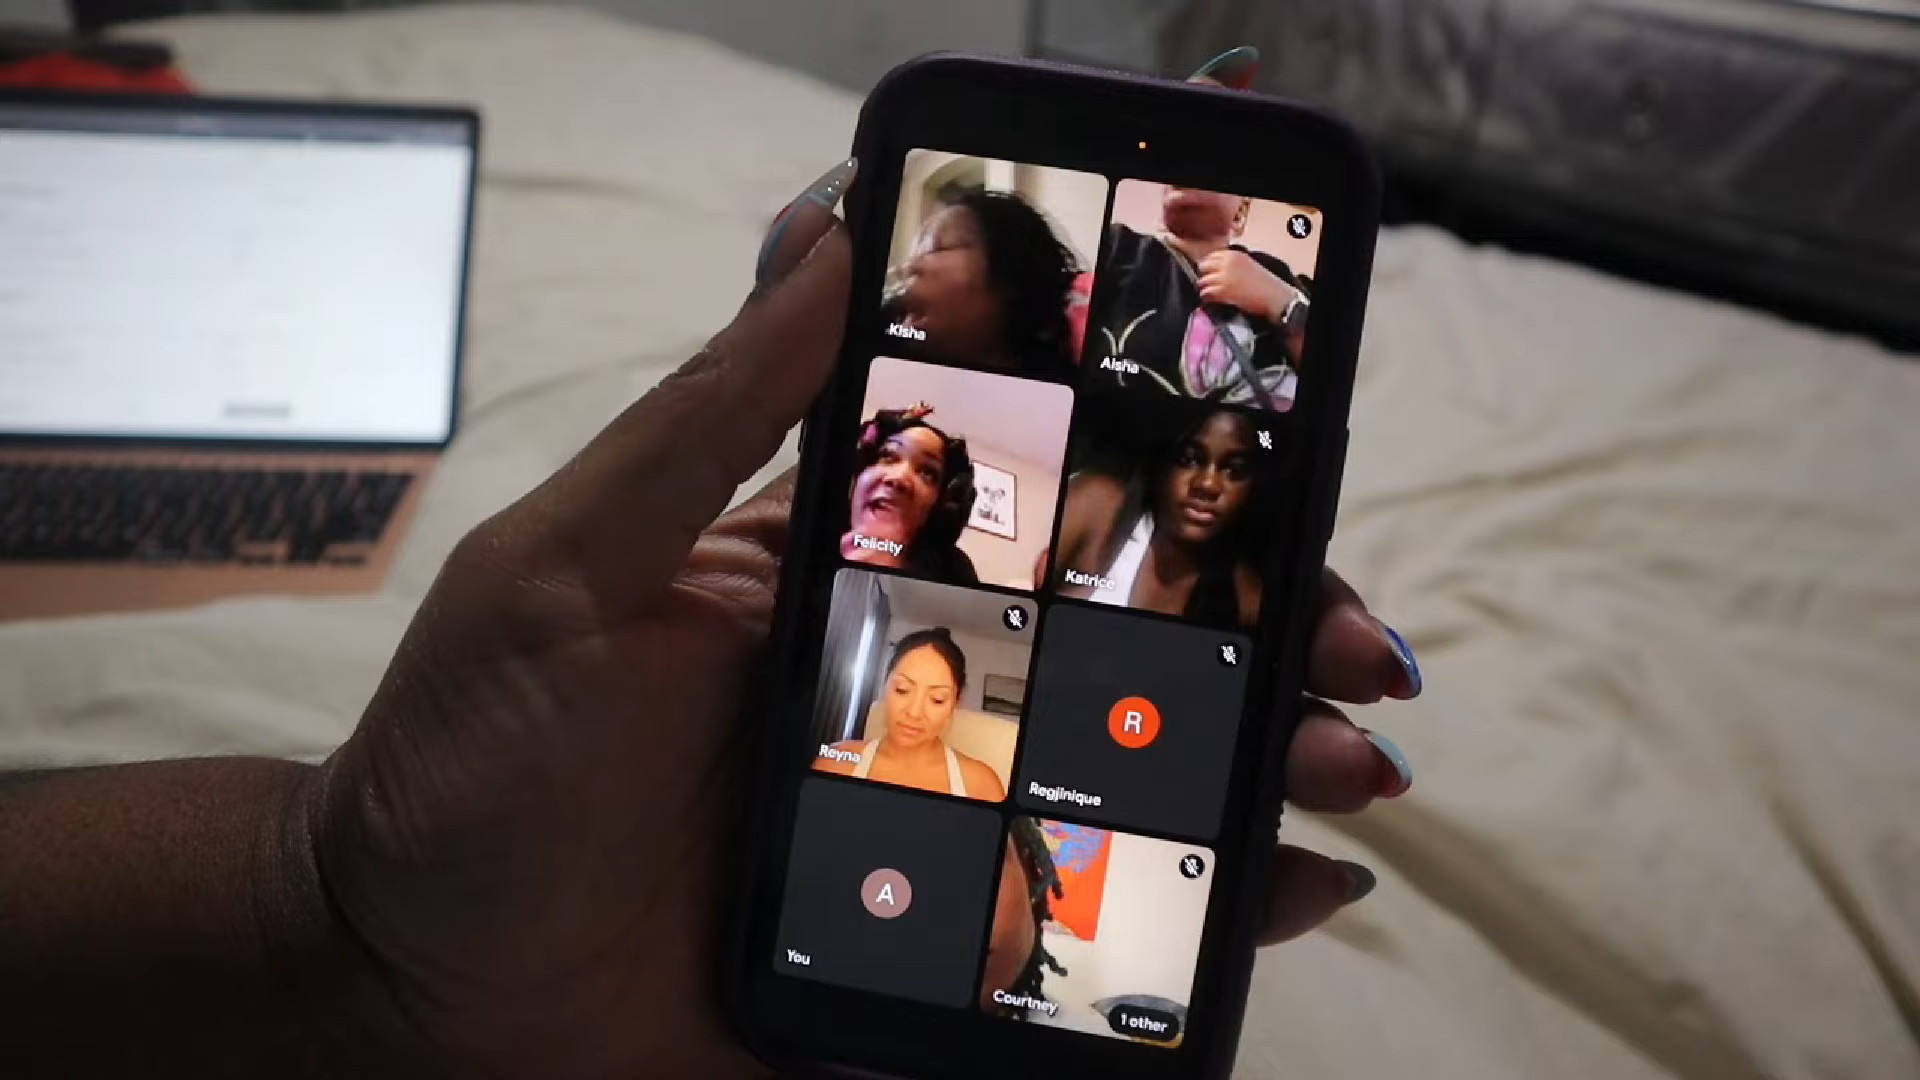 Kisha
Aisha
Felicity
Katrice
Reyna
R
Regjinique
A
You
Courtney
1 other